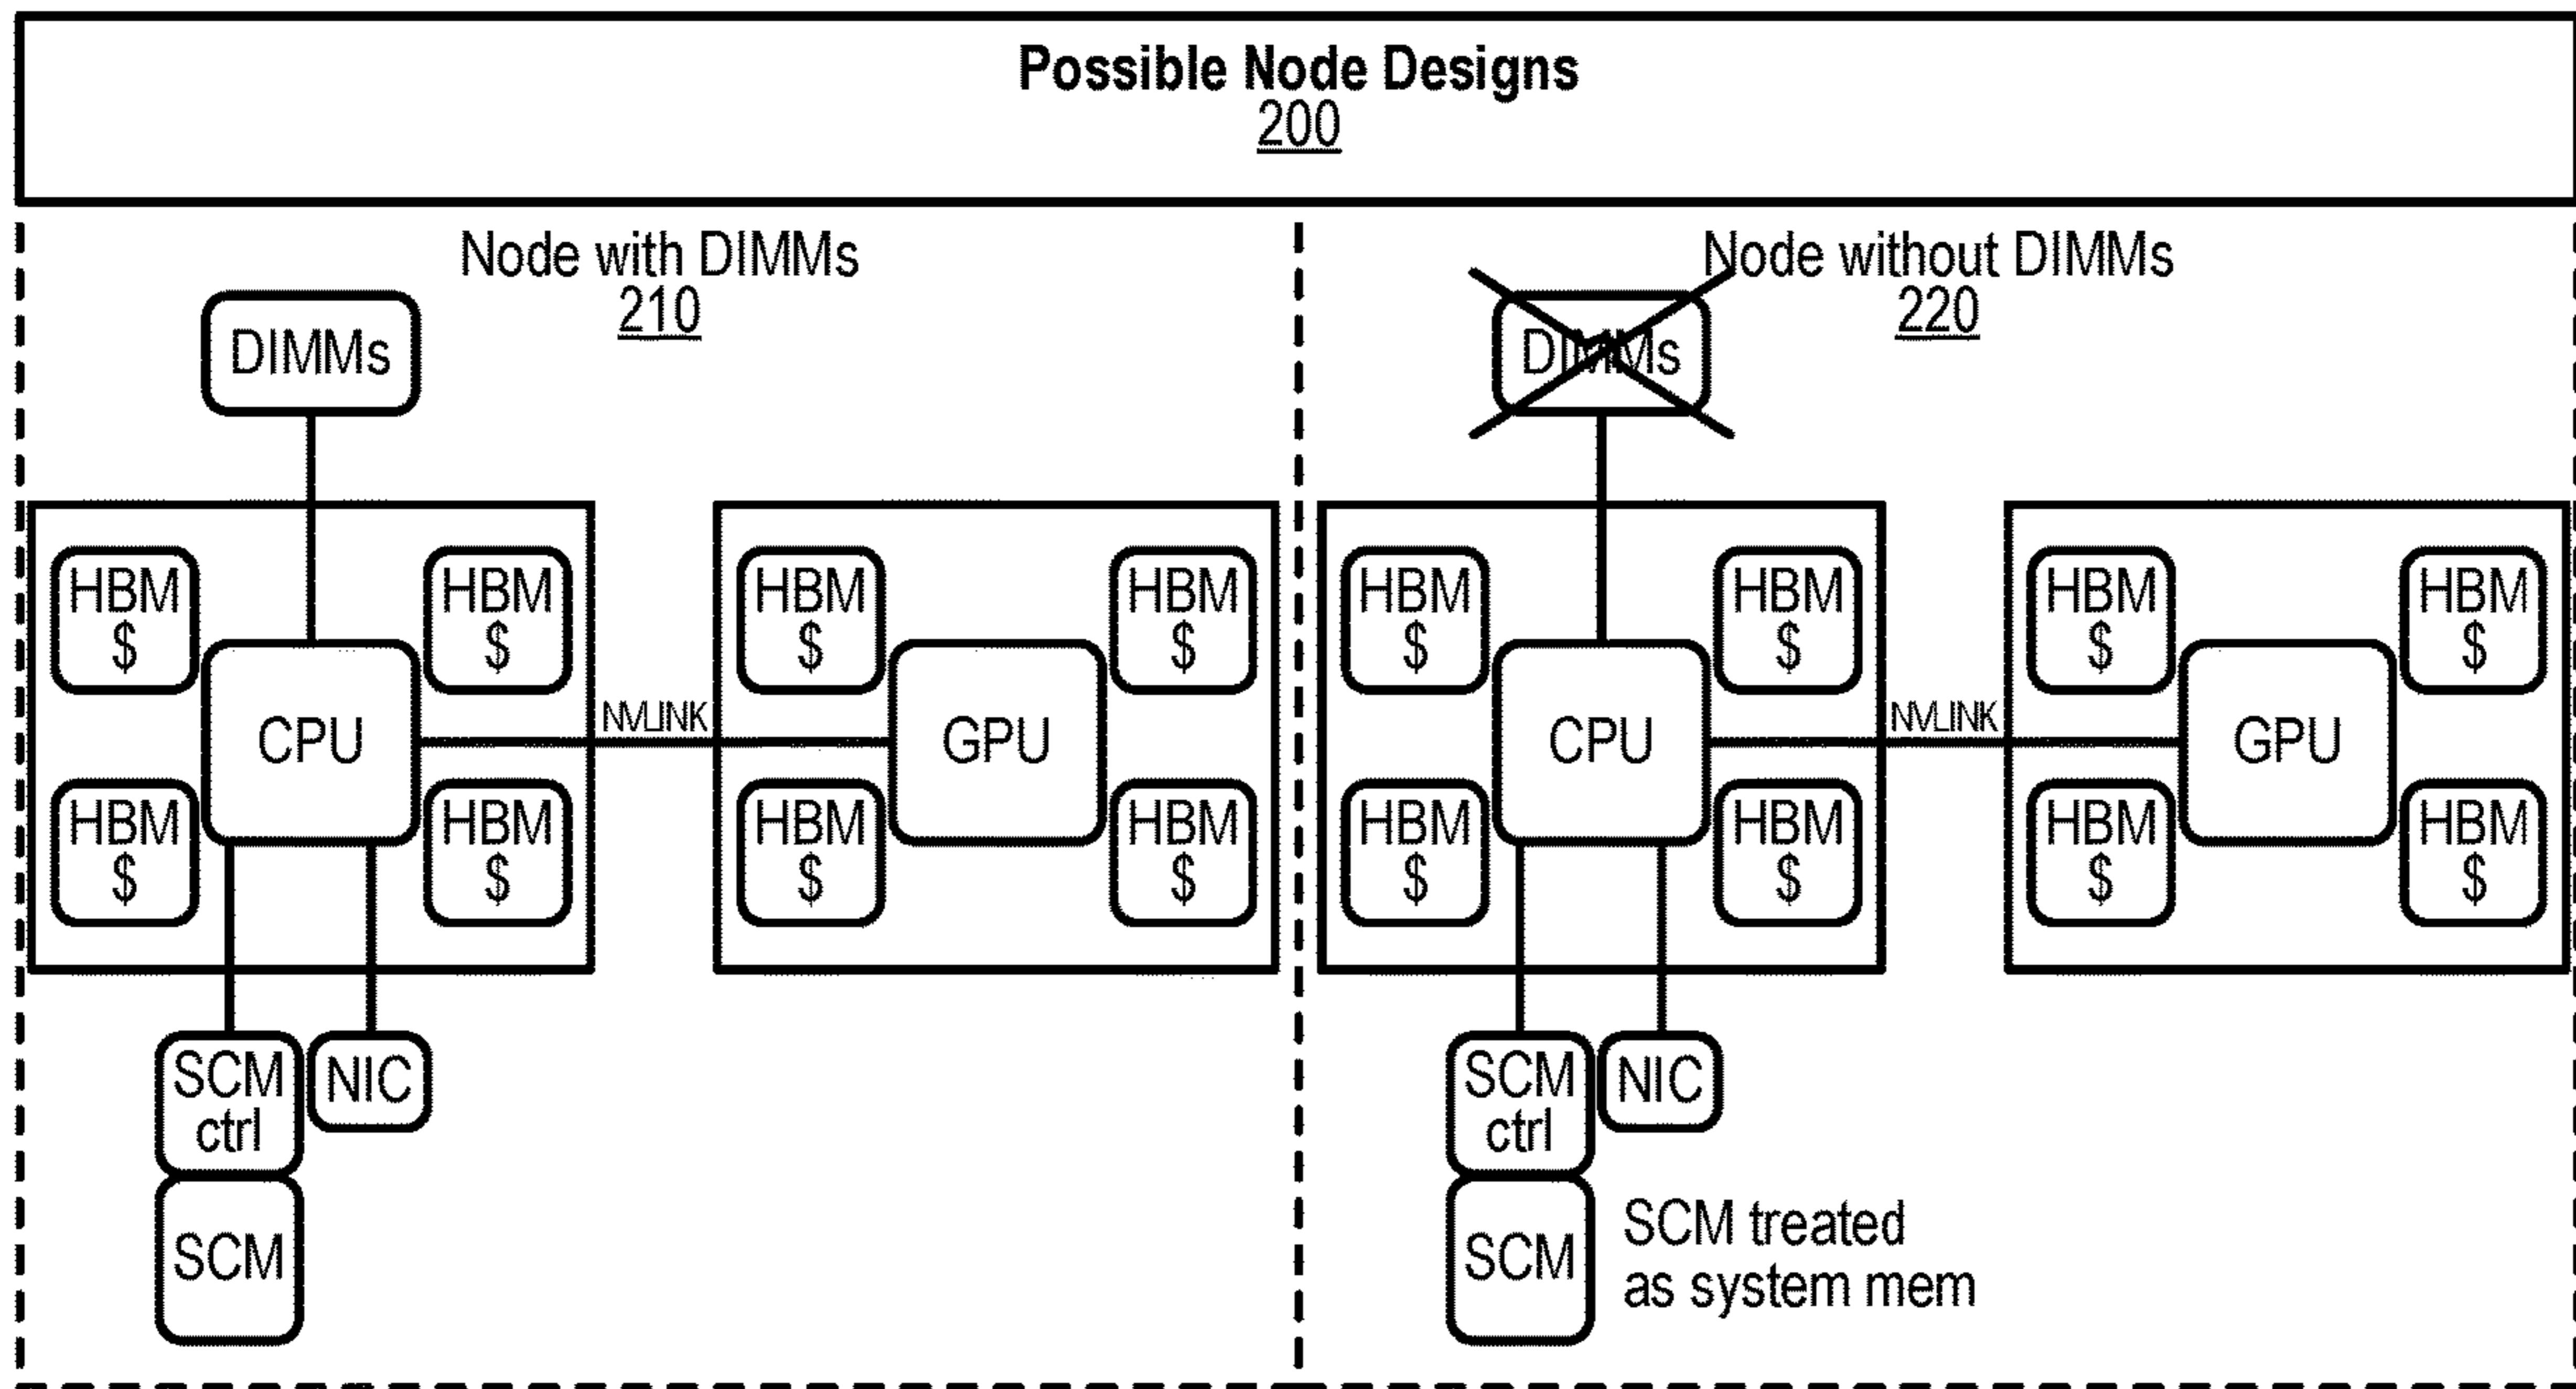 Possible Node Designs
200
Node with DIMMs
210
DIMMs
HBM
$
HBM
$
HBM
$
HBM
$
CPU
NVLINK
HBM
$
HBM
$
HBM
$
HBM
$
GPU
SCM
ctrl
NIC
SCM
Node without DIMMs
220
DIMMs
HBM
$
HBM
$
HBM
$
HBM
$
CPU
NVLINK
HBM
$
HBM
$
HBM
$
HBM
$
GPU
SCM
ctrl
NIC
SCM
SCM treated
as system mem